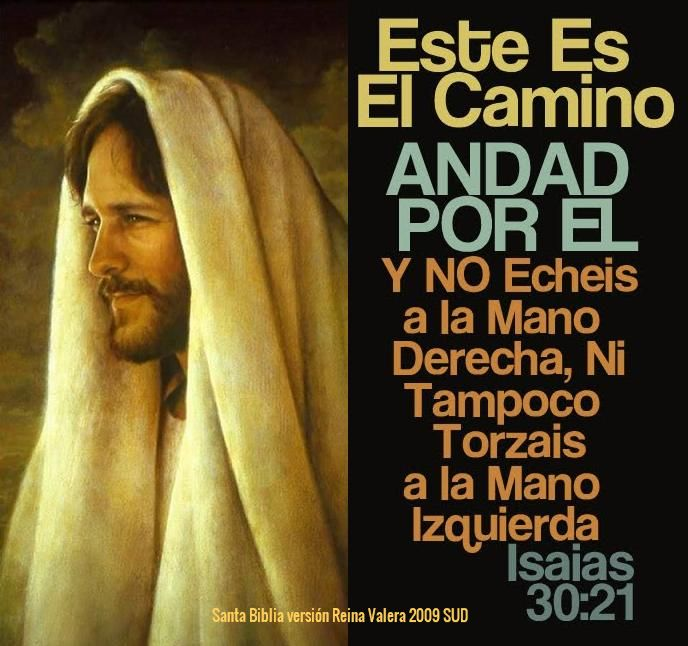 Este Es
El Camino
ANDAD
POR EL
Y NO Echeis
a la Mano
Derecha, Ni
Tampoco
Torzais
a la Mano
Izquierda
Isaias
30:21
Santa Biblia versión Reina Valera 2009 SUD